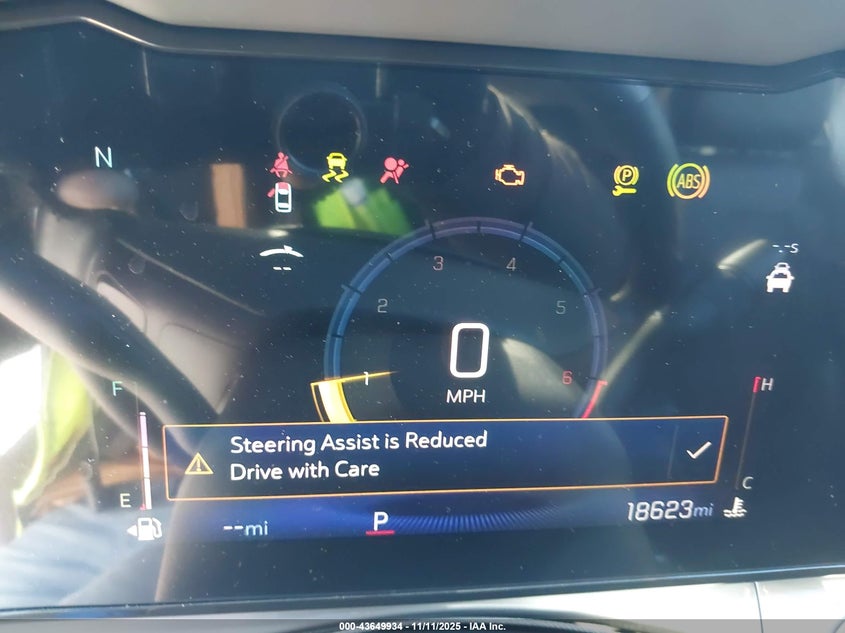 N
P
ABS
3
4
-.-s
--
2
5
0
1
6
MPH
F
H
Steering Assist is Reduced
Drive with Care
E
C
--mi
P
18623mi
000-43649934 - 11/11/2025 - IAA Inc.